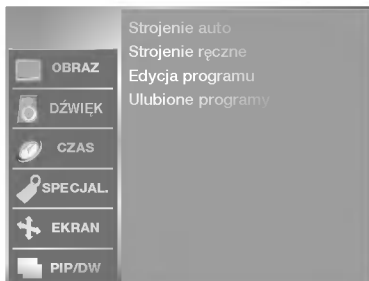 Strojenie auto
Strojenie ręczne
Edycja programu
Ulubione programy
OBRAZ
DŹWIĘK
CZAS
SPECJAL.
EKRAN
PIP/DW